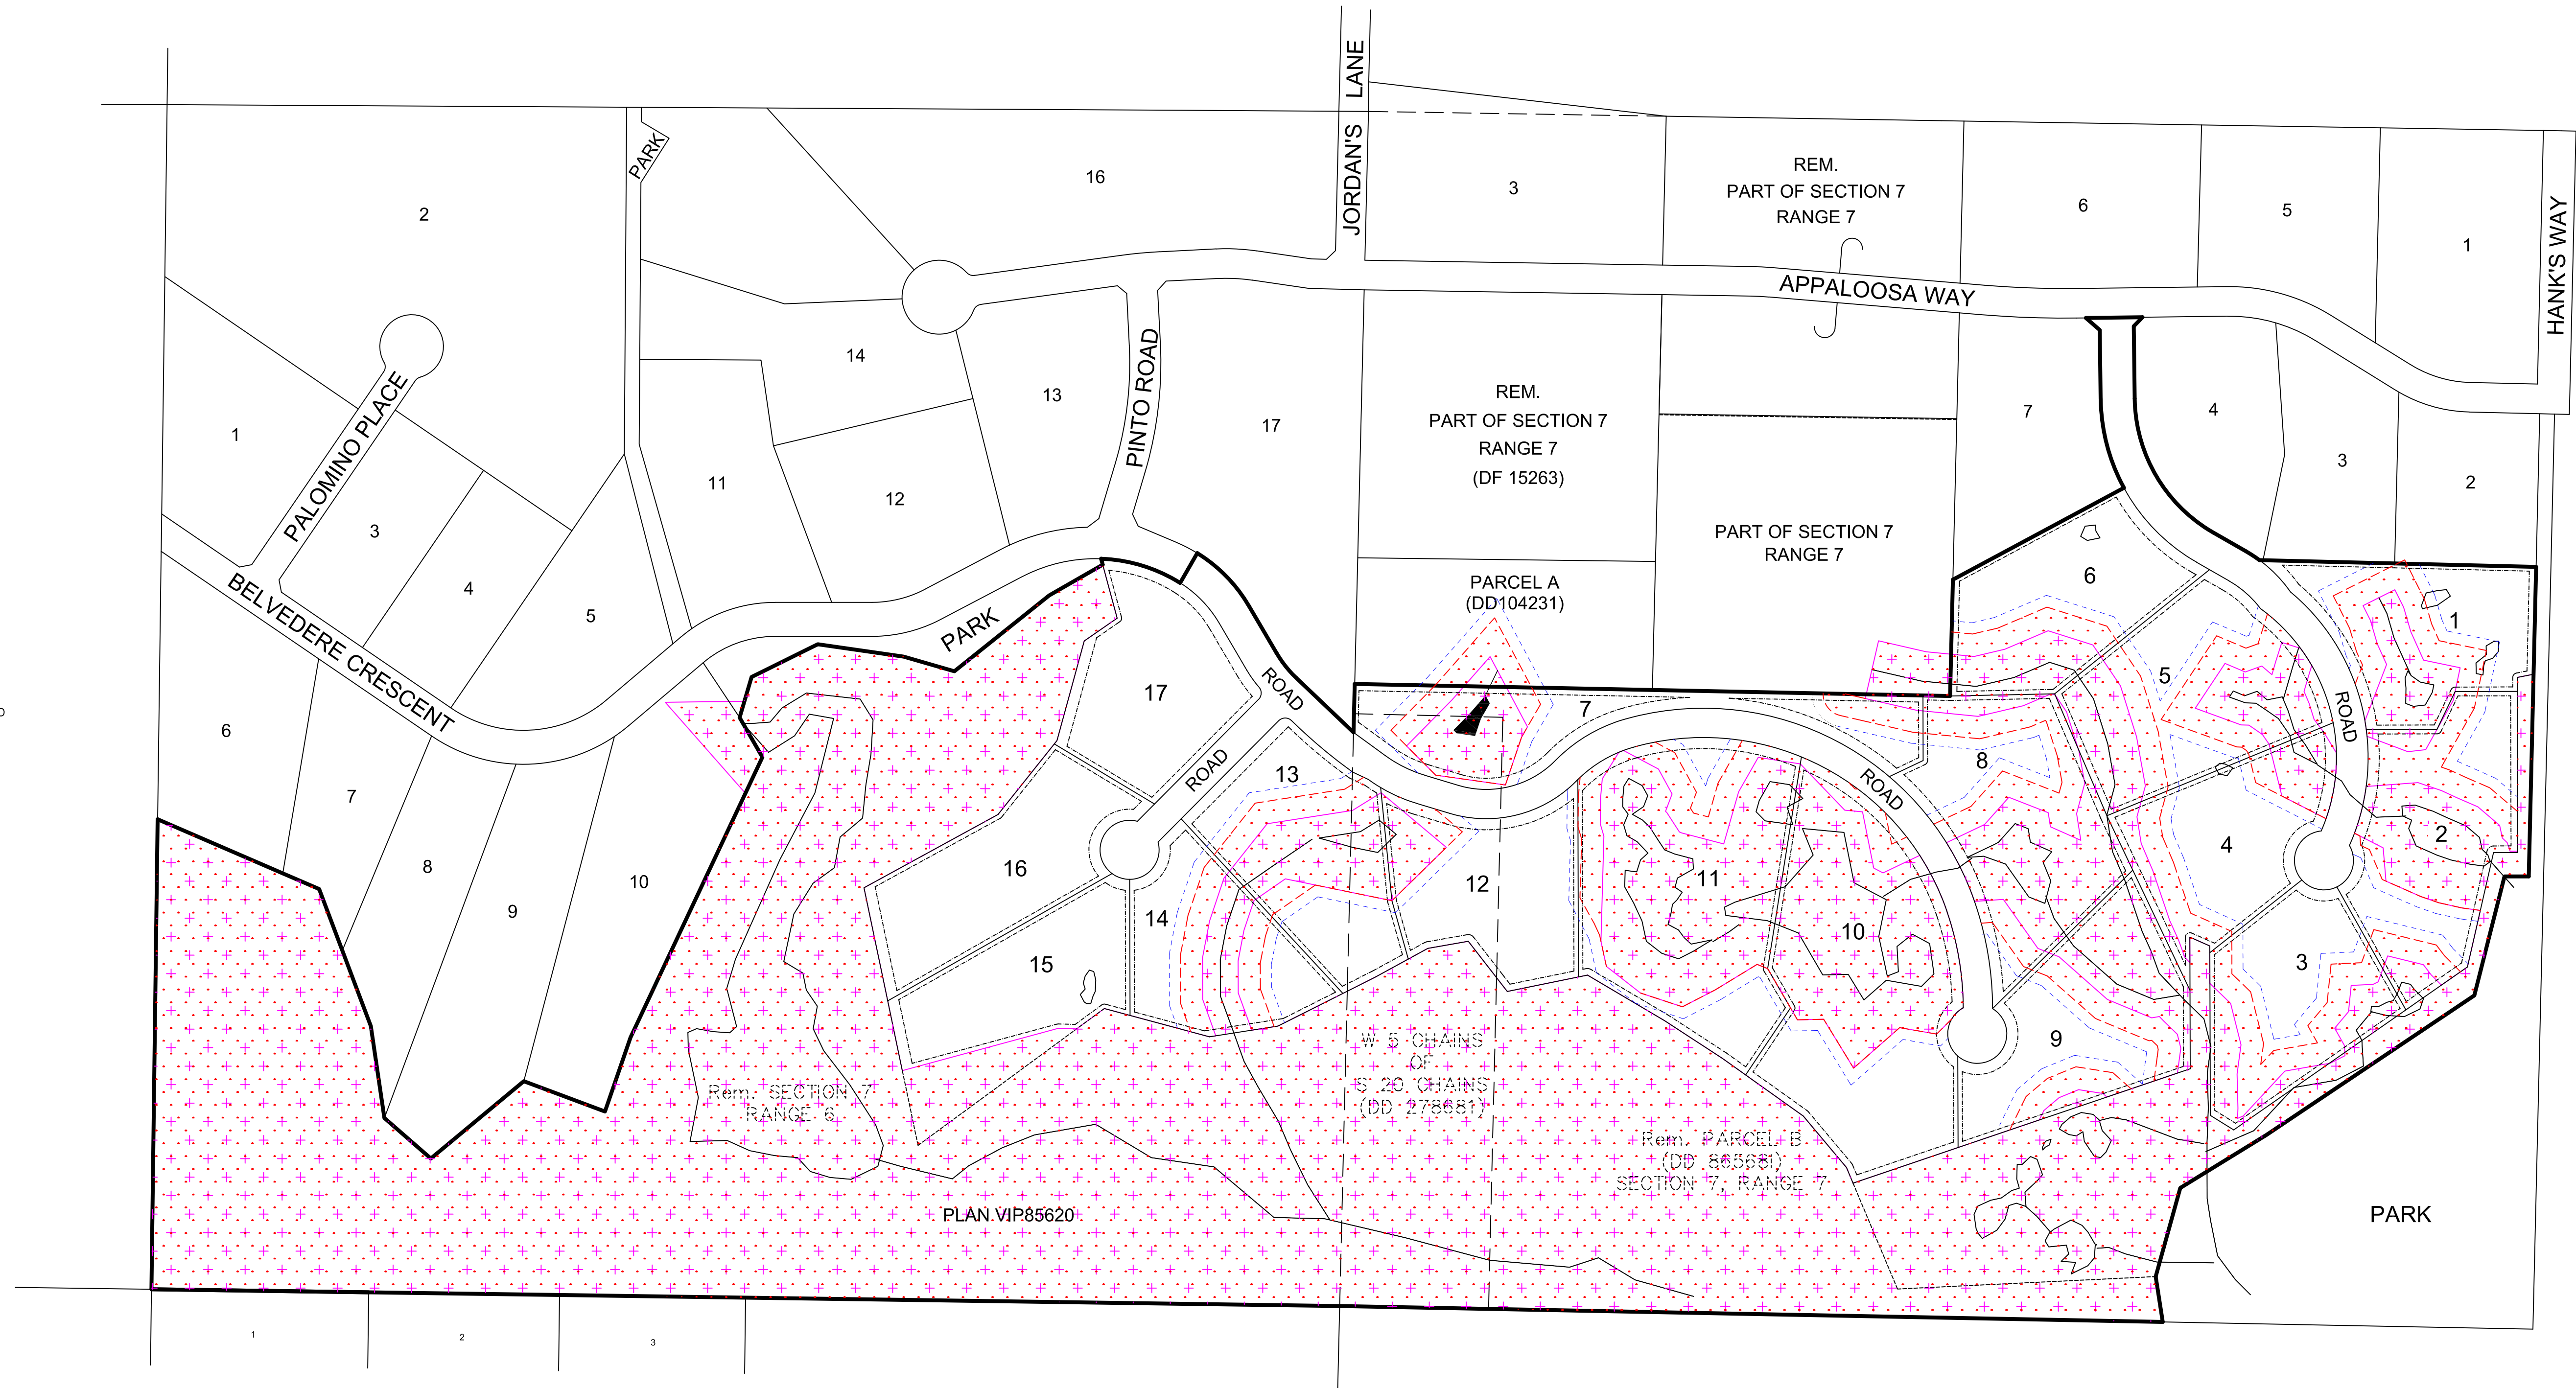 JORDAN'S LANE
HANK'S WAY
PARK
2
16
3
REM.
PART OF SECTION 7
RANGE 7
6
5
1
APPALOOSA WAY
PALOMINO PLACE
1
3
4
5
14
13
11
12
PINTO ROAD
17
REM.
PART OF SECTION 7
RANGE 7
(DF 15263)
PART OF SECTION 7
RANGE 7
PARCEL A
(DD104231)
7
4
3
2
BELVEDERE CRESCENT
6
7
8
9
10
PARK
17
ROAD
ROAD
16
15
14
13
12
7
11
10
ROAD
8
9
6
5
4
3
ROAD
1
2
Rem. SECTION 7
RANGE 6
W 5 CHAINS
OF
S 20 CHAINS
(DD 278681)
Rem. PARCEL B
(DD 865681)
SECTION 7, RANGE 7
PLAN VIP85620
PARK
1
2
3